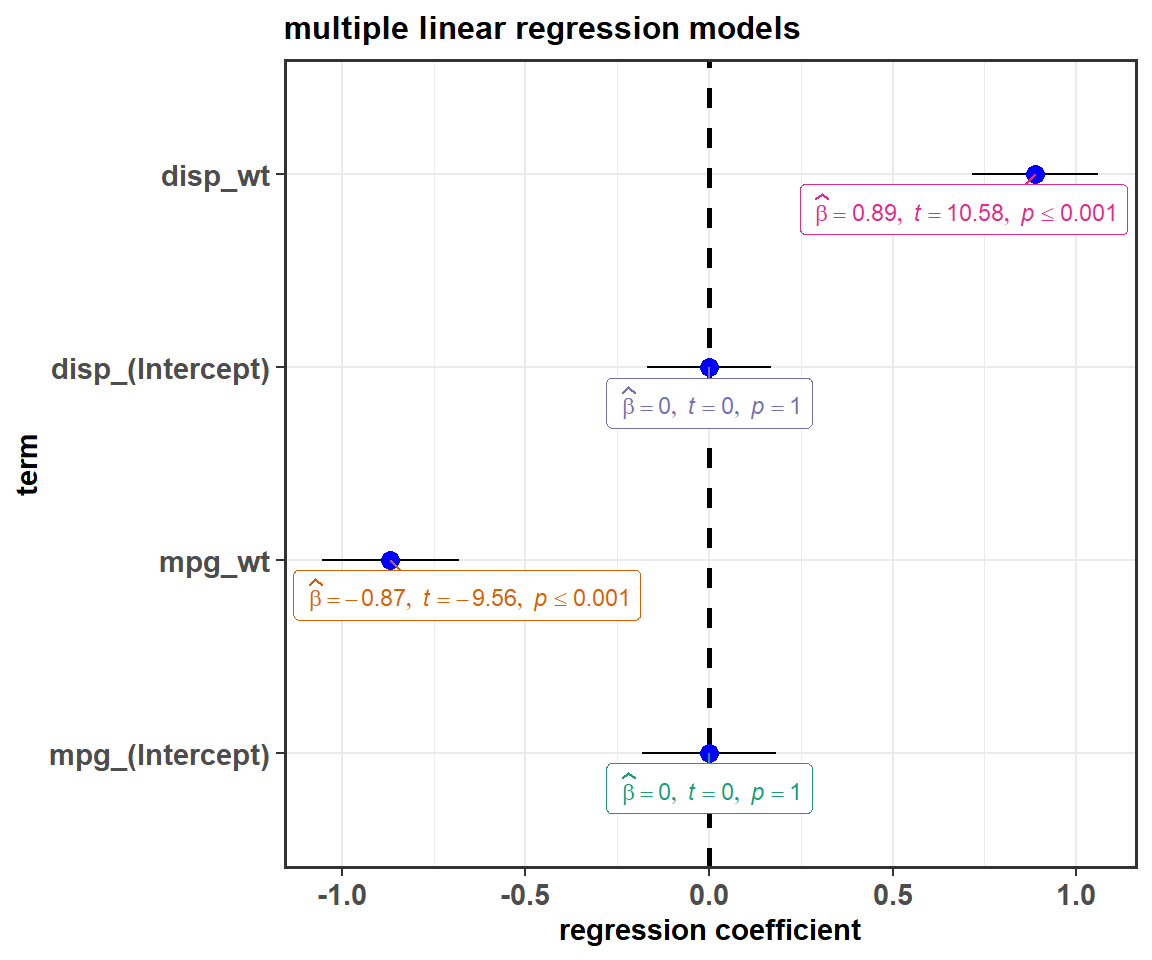 multiple linear regression models
term
disp_wt
β̂ = 0.89, t = 10.58, p ≤ 0.001
disp_(Intercept)
β̂ = 0, t = 0, p = 1
mpg_wt
β̂ = −0.87, t = −9.56, p ≤ 0.001
mpg_(Intercept)
β̂ = 0, t = 0, p = 1
-1.0 -0.5 0.0 0.5 1.0
regression coefficient